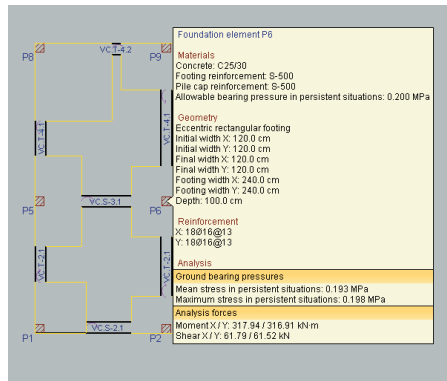 Foundation element P6
Materials
Concrete: C25/30
Footing reinforcement: S-500
Pile cap reinforcement: S-500
Allowable bearing pressure in persistent situations: 0.200 MPa
Geometry
Eccentric rectangular footing
Initial width X: 120.0 cm
Initial width Y: 120.0 cm
Final width X: 120.0 cm
Final width Y: 120.0 cm
Footing width X: 240.0 cm
Footing width Y: 240.0 cm
Depth: 100.0 cm
Reinforcement
X: 18Ø16@13
Y: 18Ø16@13
Analysis
Ground bearing pressures
Mean stress in persistent situations: 0.193 MPa
Maximum stress in persistent situations: 0.198 MPa
Analysis forces
Moment X / Y: 317.94 / 316.91 kN·m
Shear X / Y: 61.79 / 61.52 kN
P8
VC.T-4.2
P9
VC.T-4.1
VC.T-4.1
P5
VC.S-3.1
P6
VC.T-2.1
VC.T-2.1
P1
VC.S-2.1
P2